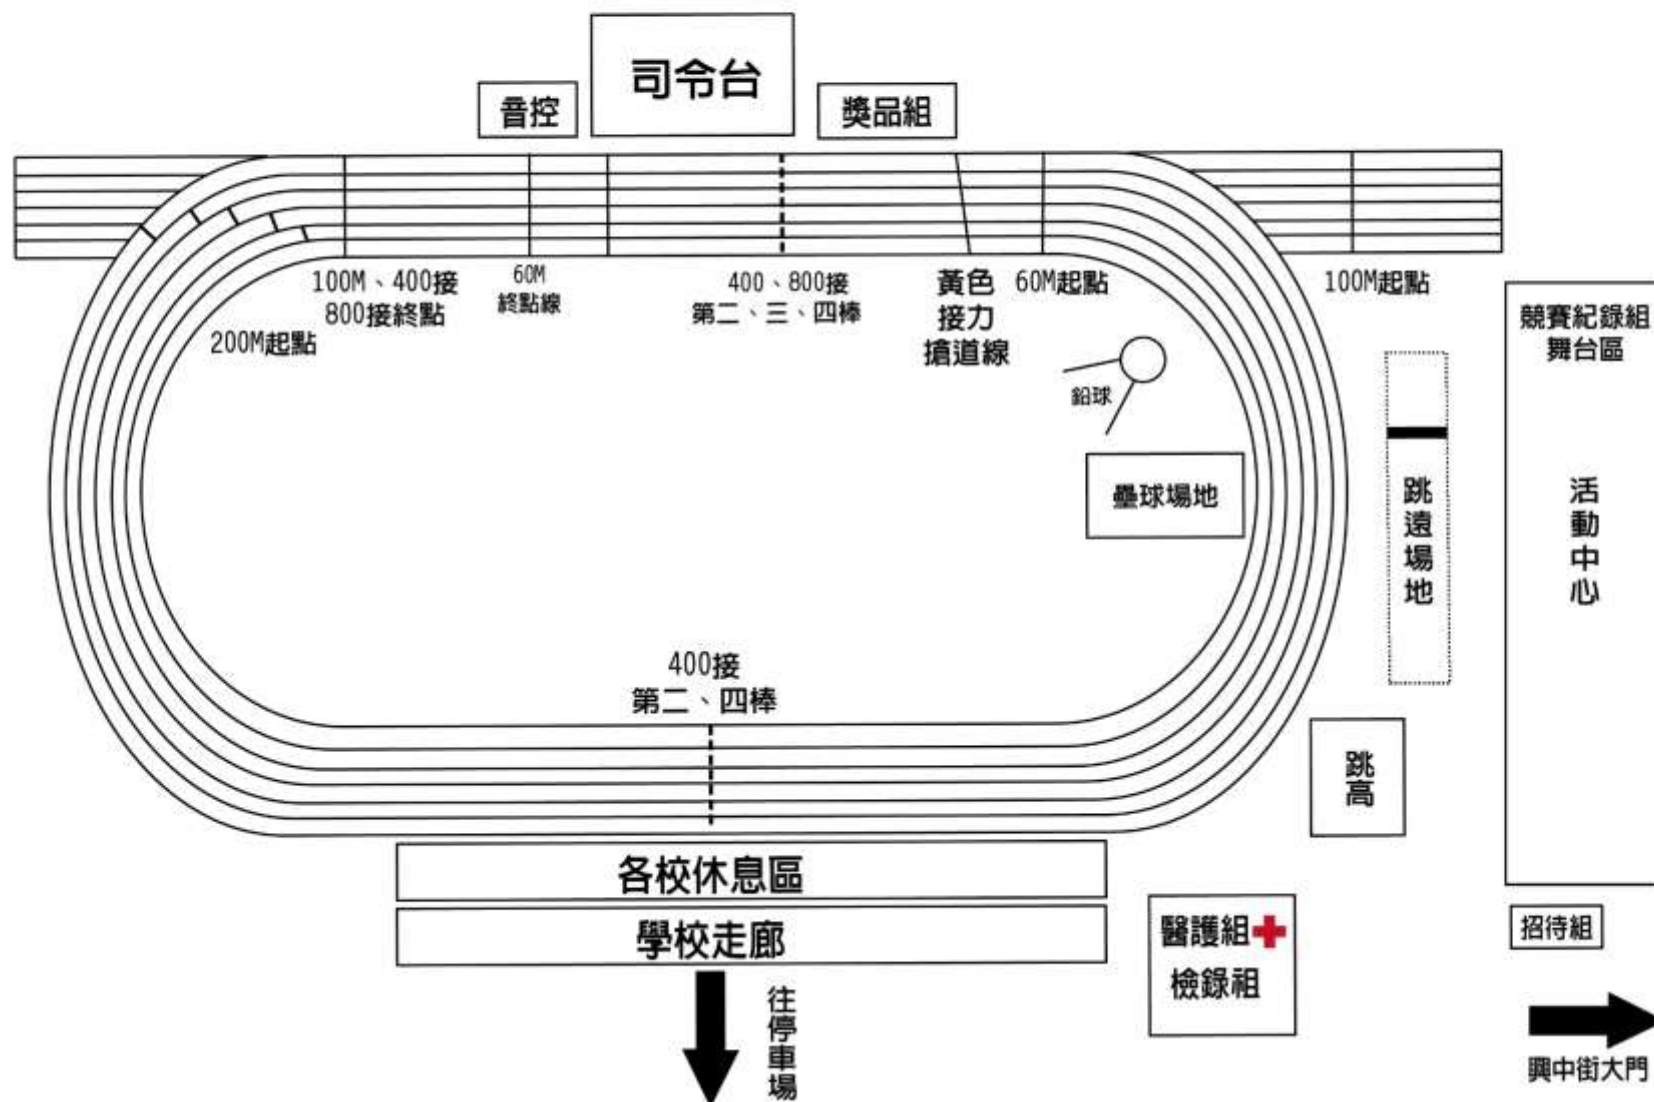 司令台
音控
獎品組
100M、400接
800接終點
60M
終點線
400、800接
第二、三、四棒
黃色
接力
搶道線
60M起點
100M起點
200M起點
鉛球
壘球場地
跳遠場地
競賽紀錄組
舞台區
活動中心
400接
第二、四棒
跳高
各校休息區
學校走廊
醫護組
檢錄祖
招待組
往停車場
興中街大門